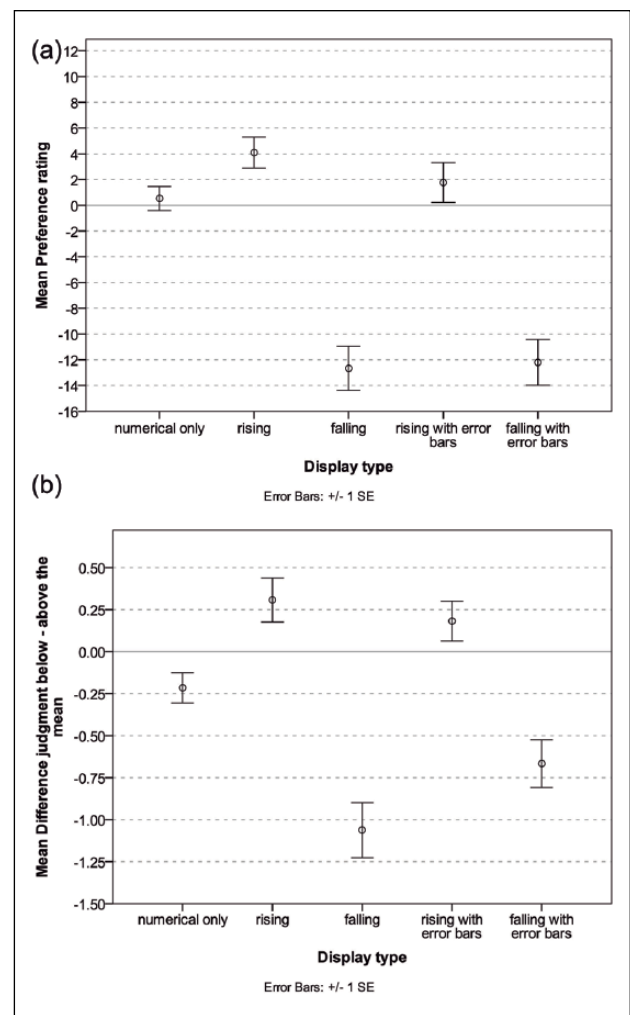 (a)
Mean Preference rating
12
10
8
6
4
2
0
-2
-4
-6
-8
-10
-12
-14
-16
numerical only
rising
falling
rising with error
bars
falling with
error bars
Display type
Error Bars: +/- 1 SE
(b)
Mean Difference judgment below - above the
mean
0.50
0.25
0.00
-0.25
-0.50
-0.75
-1.00
-1.25
-1.50
numerical only
rising
falling
rising with
error bars
falling with
error bars
Display type
Error Bars: +/- 1 SE